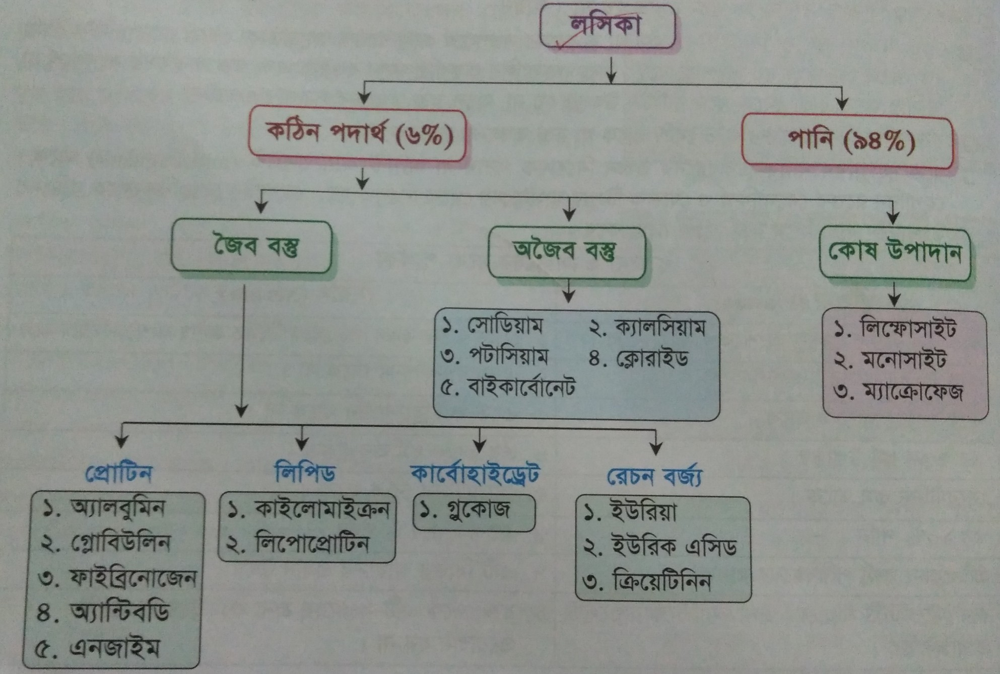 লসিকা
কঠিন পদার্থ (৬%)
পানি (৯৪%)
জৈব বস্তু
অজৈব বস্তু
কোষ উপাদান
১. সোডিয়াম ২. ক্যালসিয়াম
৩. পটাসিয়াম ৪. ক্লোরাইড
৫. বাইকার্বোনেট
১. লিম্ফোসাইট
২. মনোসাইট
৩. ম্যাক্রোফেজ
প্রোটিন
১. অ্যালবুমিন
২. গ্লোবিউলিন
৩. ফাইব্রিনোজেন
৪. অ্যান্টিবডি
৫. এনজাইম
লিপিড
১. কাইলোমাইক্রন
২. লিপোপ্রোটিন
কার্বোহাইড্রেট
১. গ্লুকোজ
রেচন বর্জ্য
১. ইউরিয়া
২. ইউরিক এসিড
৩. ক্রিয়েটিনিন